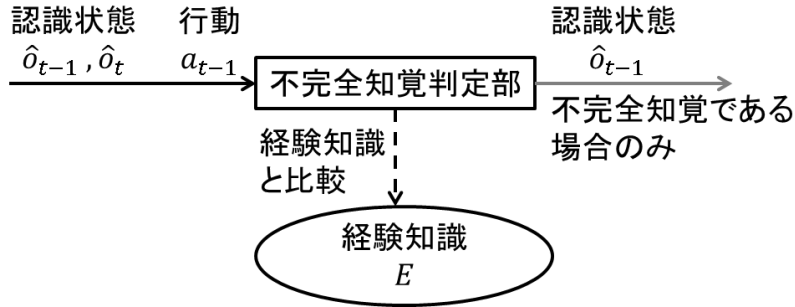 認識状態 行動 認識状態
ô_{t-1} , ô_t a_{t-1} ô_{t-1}
不完全知覚判定部
不完全知覚である
場合のみ
経験知識
と比較
経験知識
E